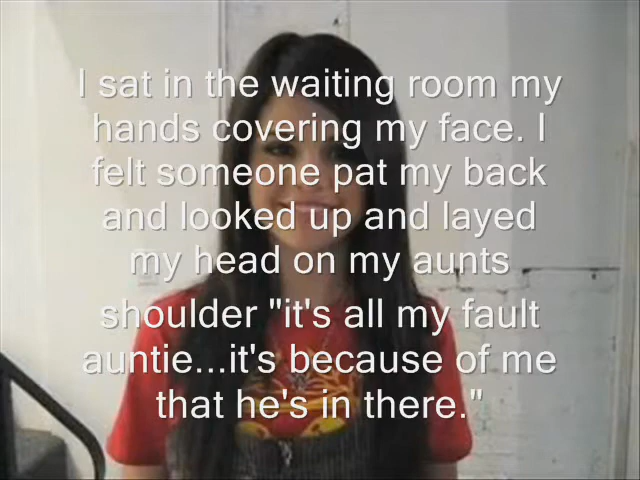 I sat in the waiting room my
hands covering my face. I
felt someone pat my back
and looked up and layed
my head on my aunts
shoulder "it's all my fault
auntie...it's because of me
that he's in there."